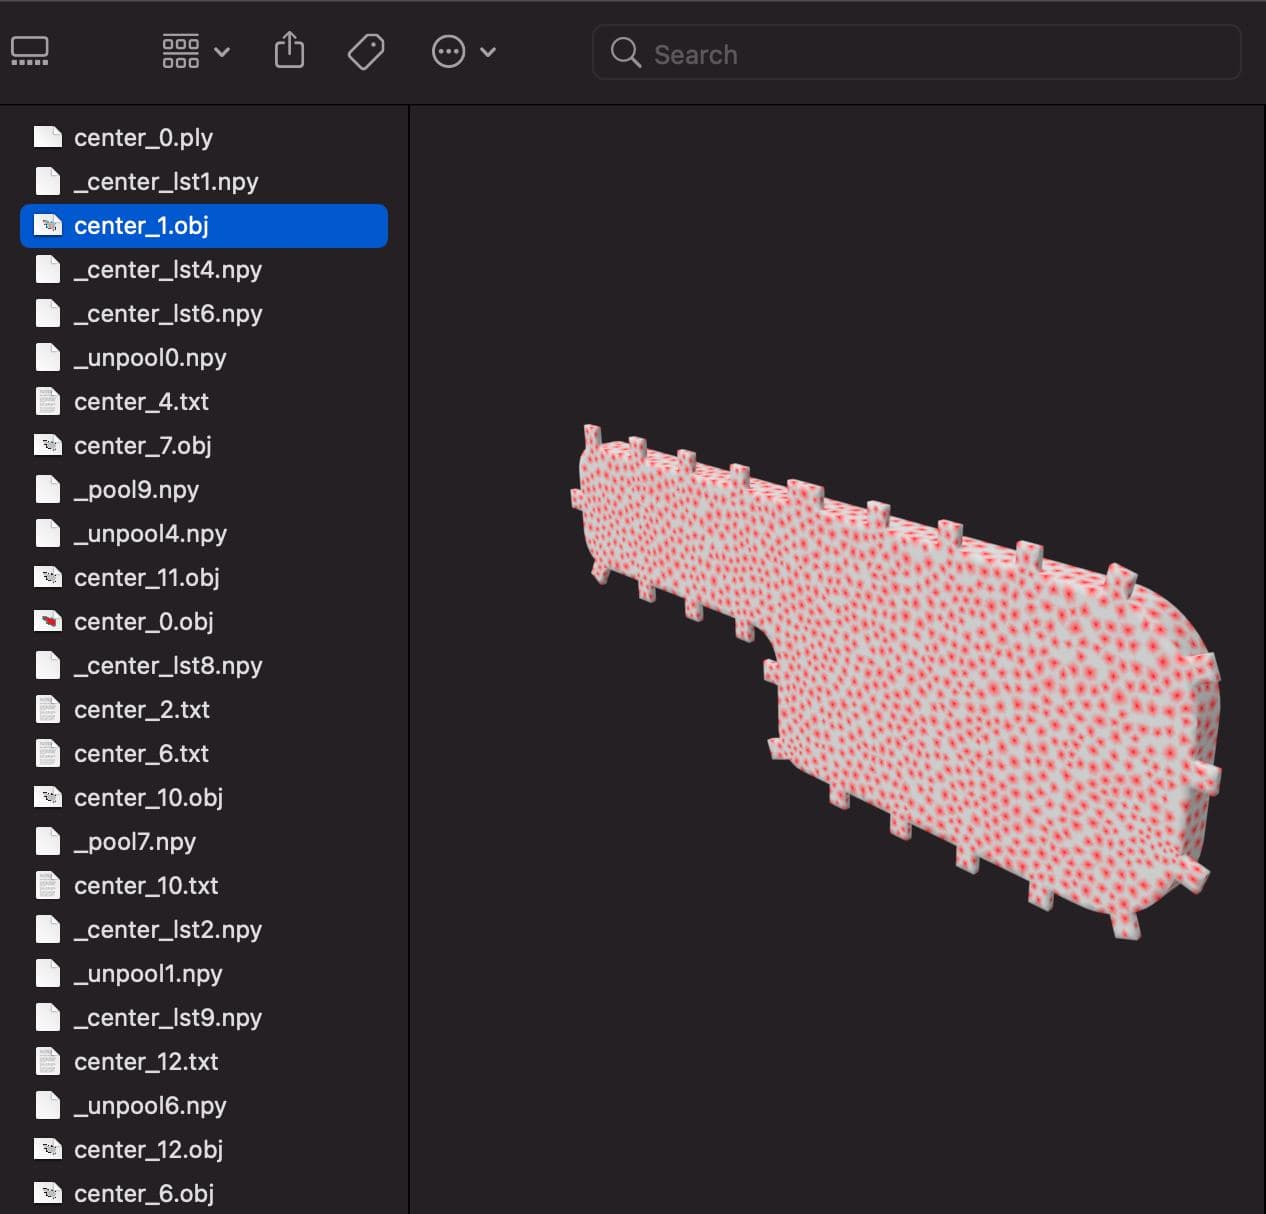 Search
center_0.ply
_center_lst1.npy
center_1.obj
_center_lst4.npy
_center_lst6.npy
_unpool0.npy
center_4.txt
center_7.obj
_pool9.npy
_unpool4.npy
center_11.obj
center_0.obj
_center_lst8.npy
center_2.txt
center_6.txt
center_10.obj
_pool7.npy
center_10.txt
_center_lst2.npy
_unpool1.npy
_center_lst9.npy
center_12.txt
_unpool6.npy
center_12.obj
center_6.obj